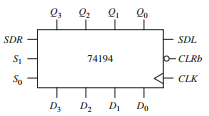 Q3 Q2 Q1 Q0
SDR SDL
S1 74194 CLRb
S0 CLK
D3 D2 D1 D0